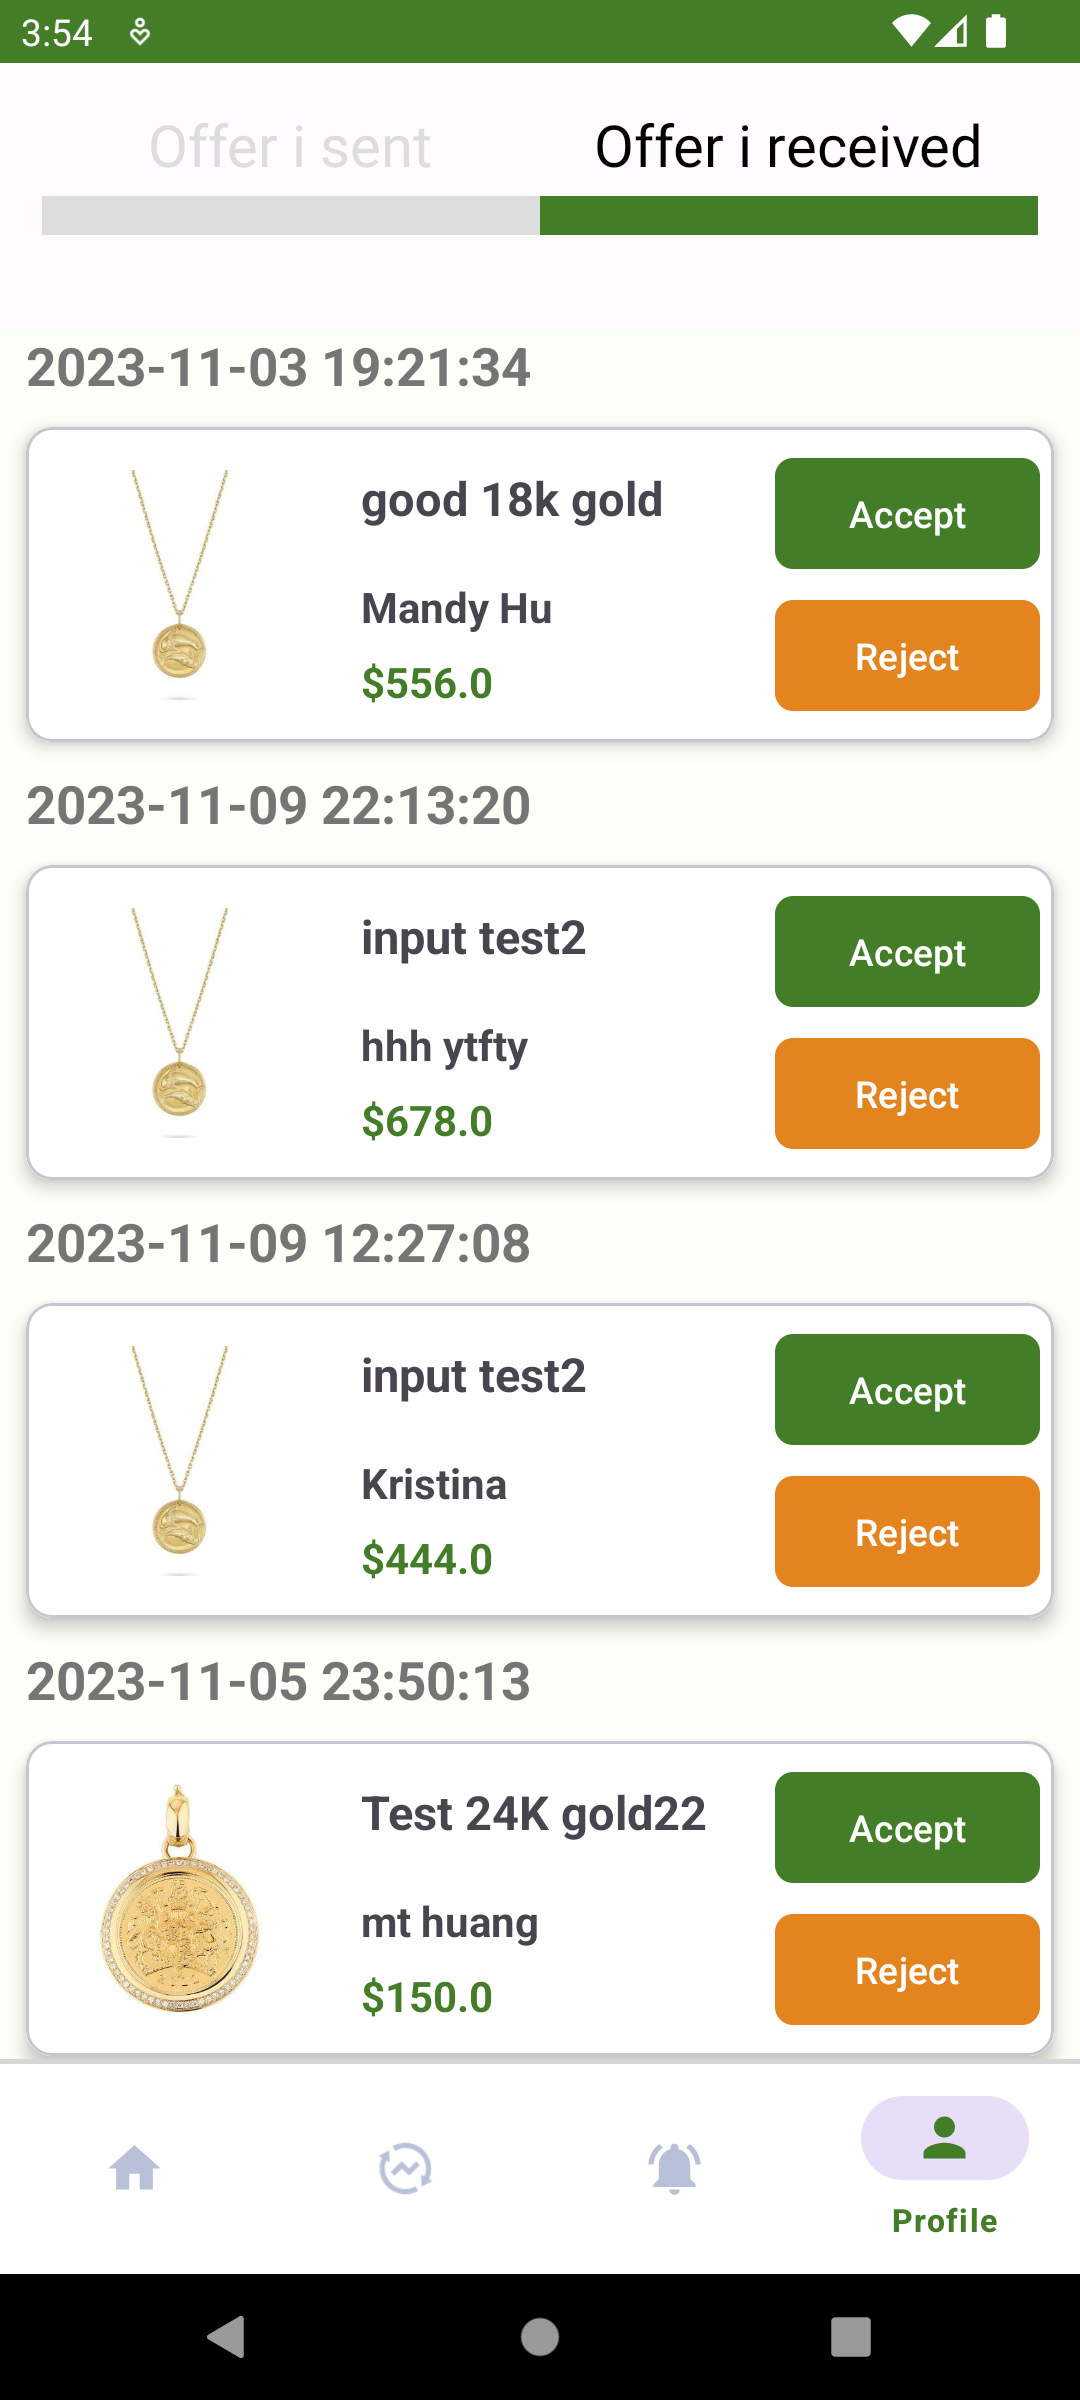 3:54
Offer i sent
Offer i received
2023-11-03 19:21:34
good 18k gold
Mandy Hu
$556.0
Accept
Reject
2023-11-09 22:13:20
input test2
hhh ytfty
$678.0
Accept
Reject
2023-11-09 12:27:08
input test2
Kristina
$444.0
Accept
Reject
2023-11-05 23:50:13
Test 24K gold22
mt huang
$150.0
Accept
Reject
Profile